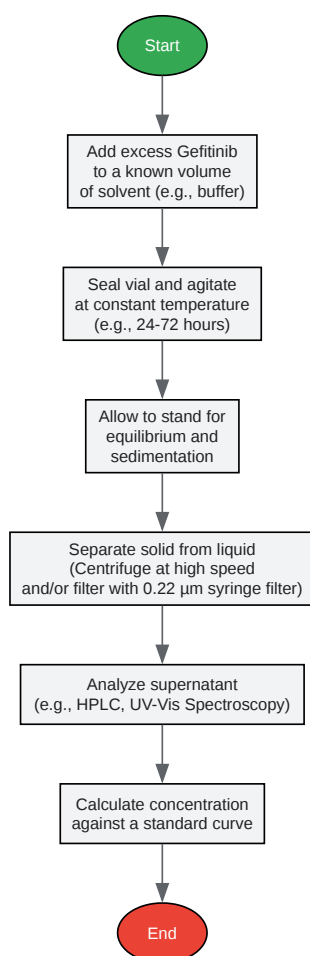 Start
Add excess Gefitinib
to a known volume
of solvent (e.g., buffer)
Seal vial and agitate
at constant temperature
(e.g., 24-72 hours)
Allow to stand for
equilibrium and
sedimentation
Separate solid from liquid
(Centrifuge at high speed
and/or filter with 0.22 µm syringe filter)
Analyze supernatant
(e.g., HPLC, UV-Vis Spectroscopy)
Calculate concentration
against a standard curve
End